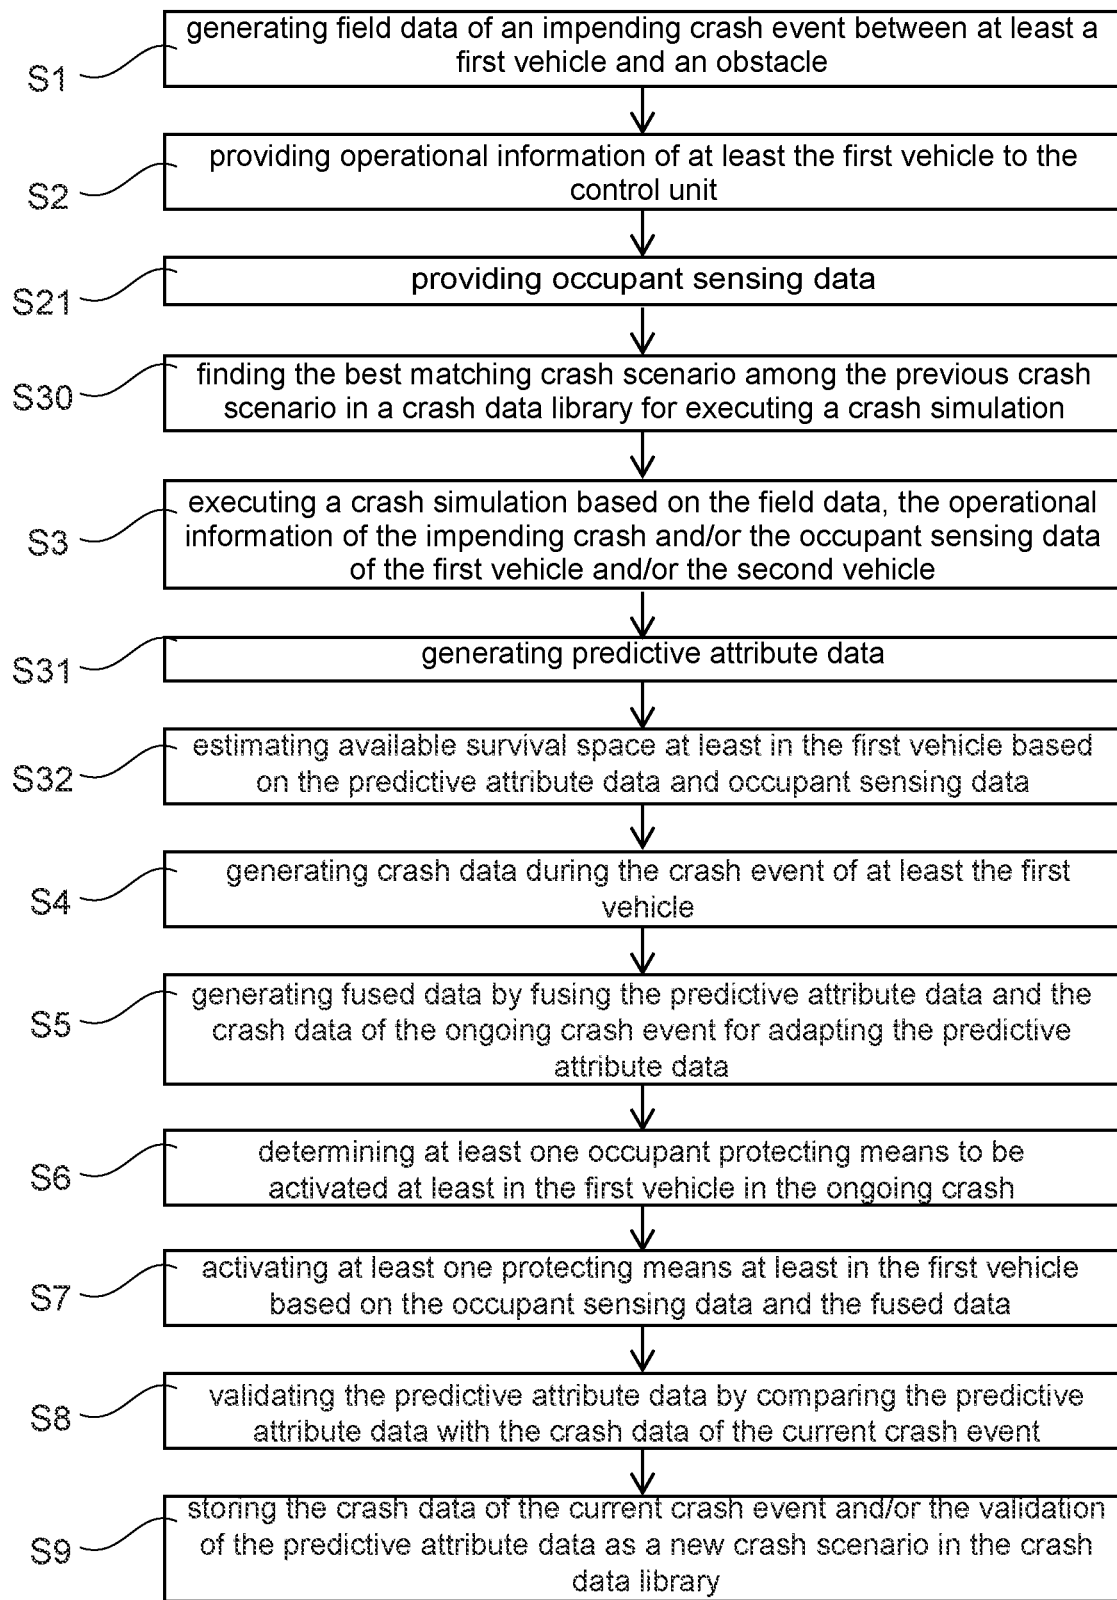 generating field data of an impending crash event between at least a
first vehicle and an obstacle
S1
providing operational information of at least the first vehicle to the
control unit
S2
providing occupant sensing data
S21
finding the best matching crash scenario among the previous crash
scenario in a crash data library for executing a crash simulation
S30
executing a crash simulation based on the field data, the operational
information of the impending crash and/or the occupant sensing data
of the first vehicle and/or the second vehicle
S3
generating predictive attribute data
S31
estimating available survival space at least in the first vehicle based
on the predictive attribute data and occupant sensing data
S32
generating crash data during the crash event of at least the first
vehicle
S4
generating fused data by fusing the predictive attribute data and the
crash data of the ongoing crash event for adapting the predictive
attribute data
S5
determining at least one occupant protecting means to be
activated at least in the first vehicle in the ongoing crash
S6
activating at least one protecting means at least in the first vehicle
based on the occupant sensing data and the fused data
S7
validating the predictive attribute data by comparing the predictive
attribute data with the crash data of the current crash event
S8
storing the crash data of the current crash event and/or the validation
of the predictive attribute data as a new crash scenario in the crash
data library
S9